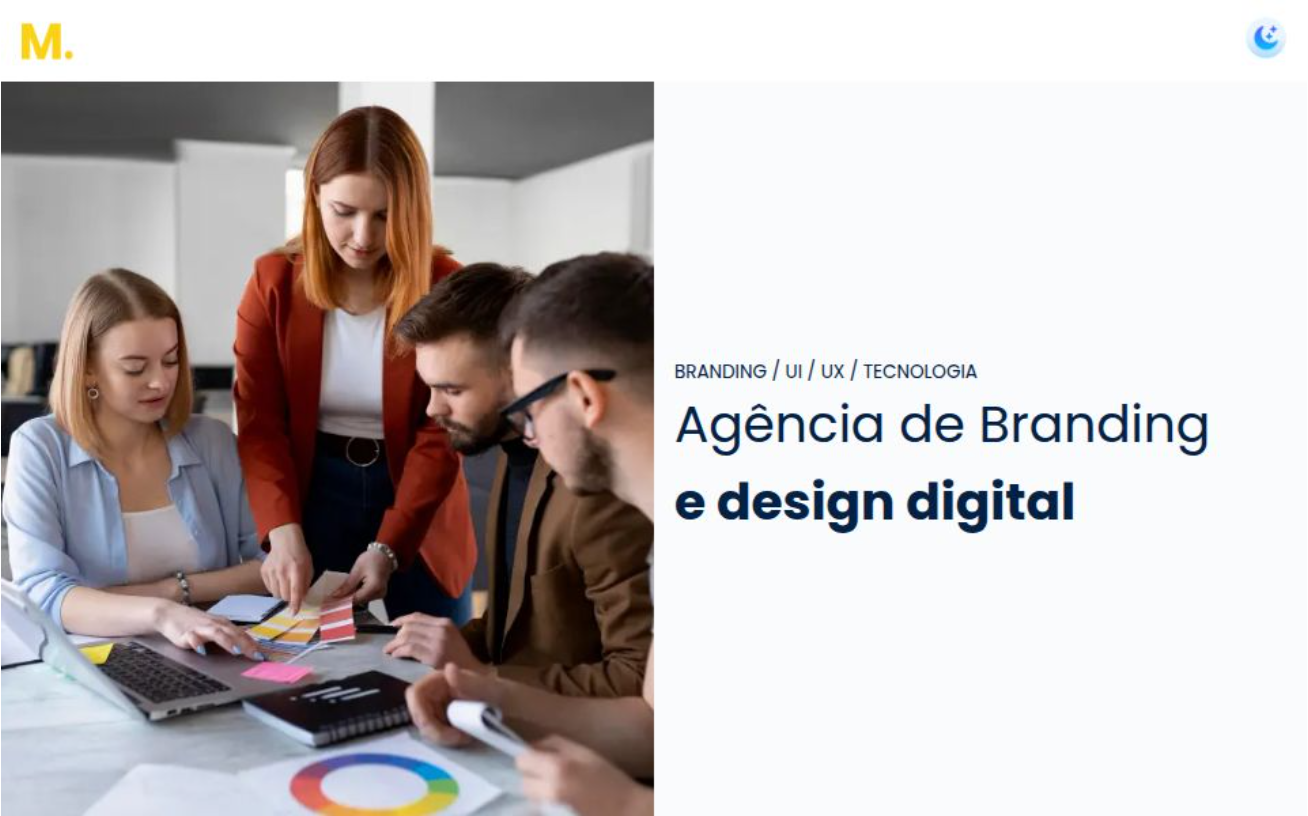 M.
BRANDING / UI / UX / TECNOLOGIA
Agência de Branding
e design digital